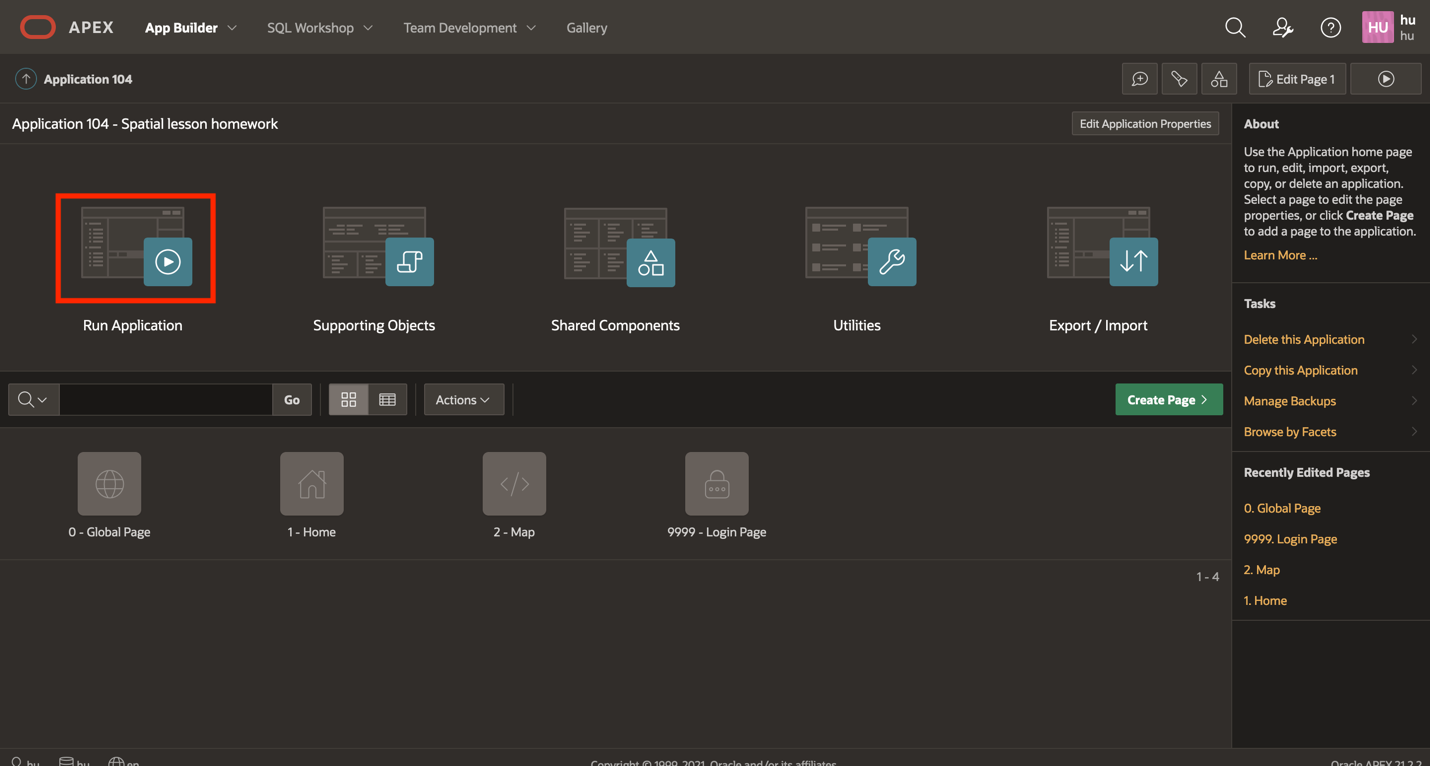 APEX App Builder SQL Workshop Team Development Gallery HU hu
hu
Application 104 Edit Page 1
Application 104 - Spatial lesson homework Edit Application Properties
Run Application Supporting Objects Shared Components Utilities Export / Import
Go Actions Create Page
0 - Global Page 1 - Home 2 - Map 9999 - Login Page
1 - 4
About
Use the Application home page
to run, edit, import, export,
copy, or delete an application.
Select a page to edit the page
properties, or click Create Page
to add a page to the application.
Learn More ...
Tasks
Delete this Application
Copy this Application
Manage Backups
Browse by Facets
Recently Edited Pages
0. Global Page
9999. Login Page
2. Map
1. Home
hu hu en Copyright © 1999, 2021, Oracle and/or its affiliates. Oracle APEX 21.2.2